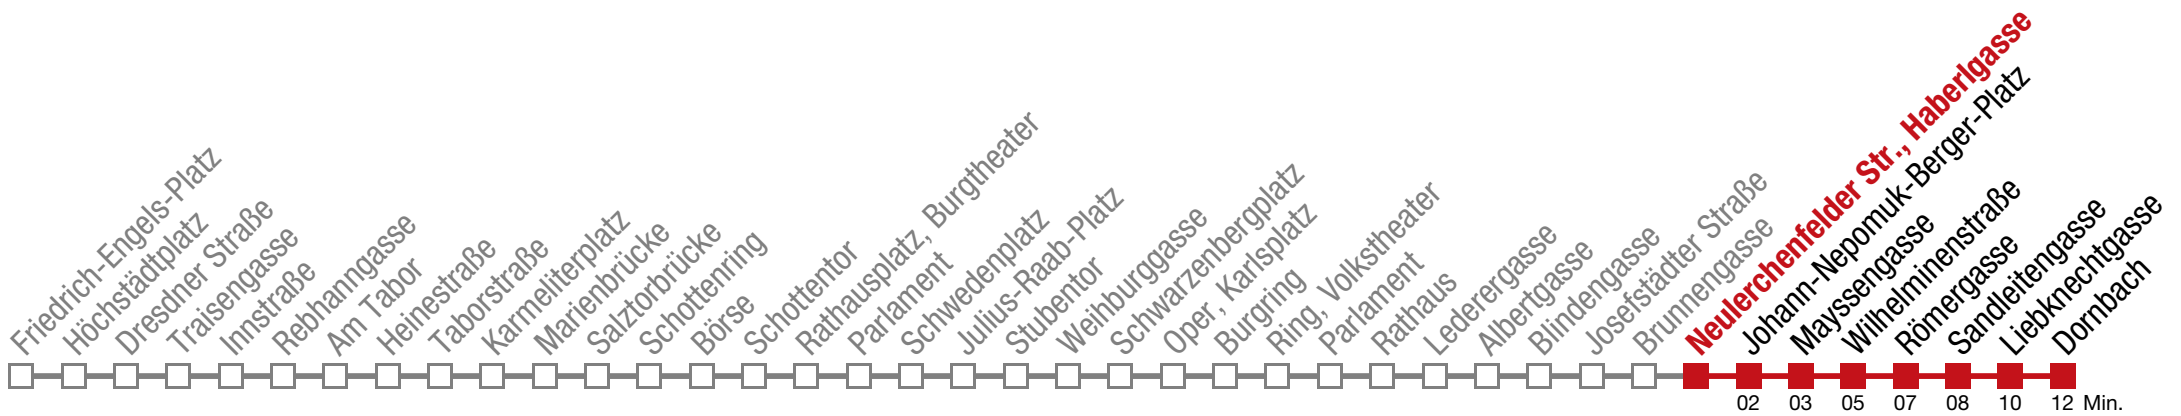 Friedrich-Engels-Platz
Höchstädtplatz
Dresdner Straße
Traisengasse
Innstraße
Rebhanngasse
Am Tabor
Heinestraße
Taborstraße
Karmeliterplatz
Marienbrücke
Salztorbrücke
Schottenring
Börse
Schottentor
Rathausplatz, Burgtheater
Parlament
Schwedenplatz
Julius-Raab-Platz
Stubentor
Weihburggasse
Schwarzenbergplatz
Oper, Karlsplatz
Burgring
Ring, Volkstheater
Parlament
Rathaus
Lederergasse
Albertgasse
Blindengasse
Josefstädter Straße
Brunnengasse
Neulerchenfelder Str., Haberlgasse
Johann-Nepomuk-Berger-Platz
Mayssengasse
Wilhelminenstraße
Römergasse
Sandleitengasse
Liebknechtgasse
Dornbach
02 03 05 07 08 10 12 Min.